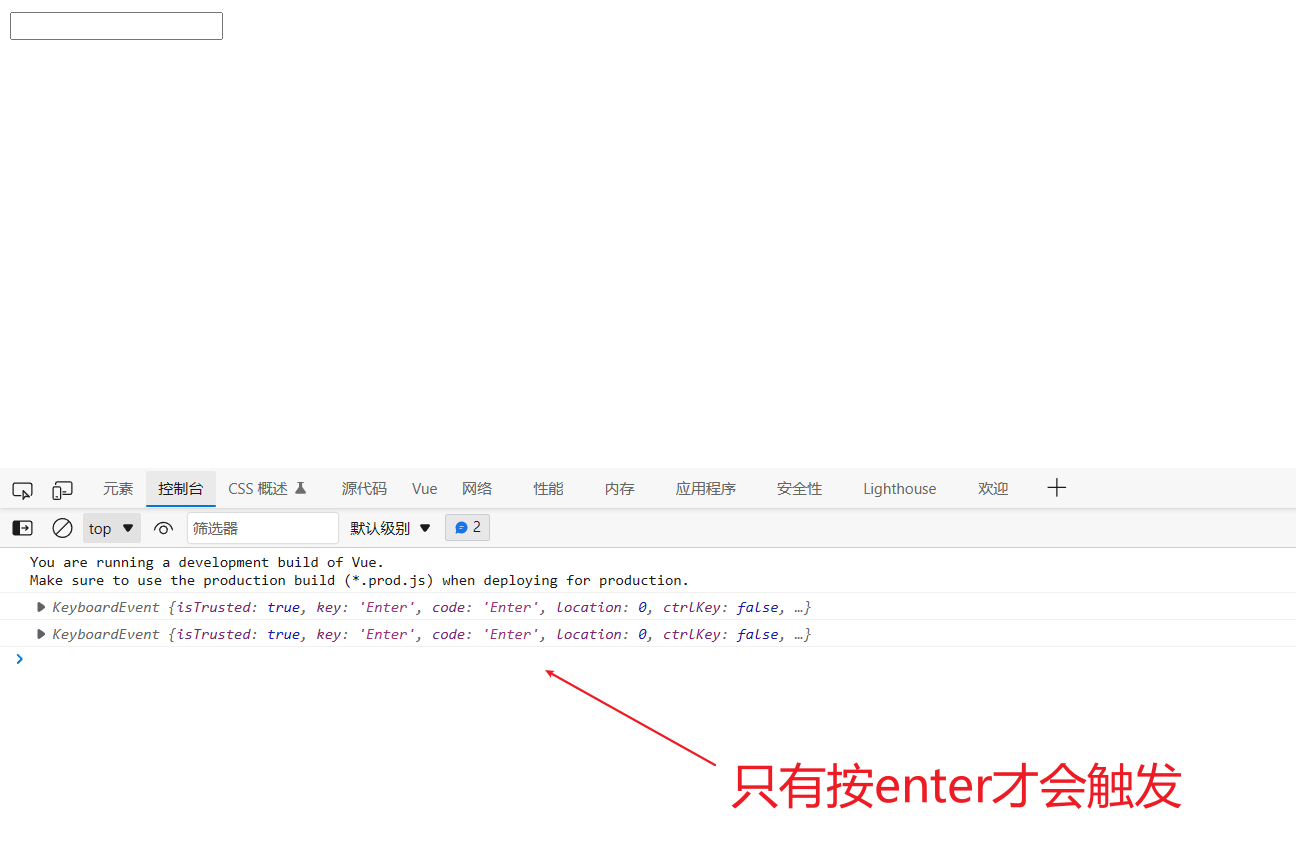 元素 控制台 CSS 概述 源代码 Vue 网络 性能 内存 应用程序 安全性 Lighthouse 欢迎
top 筛选器 默认级别 2
You are running a development build of Vue.
Make sure to use the production build (*.prod.js) when deploying for production.
KeyboardEvent {isTrusted: true, key: 'Enter', code: 'Enter', location: 0, ctrlKey: false, …}
KeyboardEvent {isTrusted: true, key: 'Enter', code: 'Enter', location: 0, ctrlKey: false, …}
只有按enter才会触发